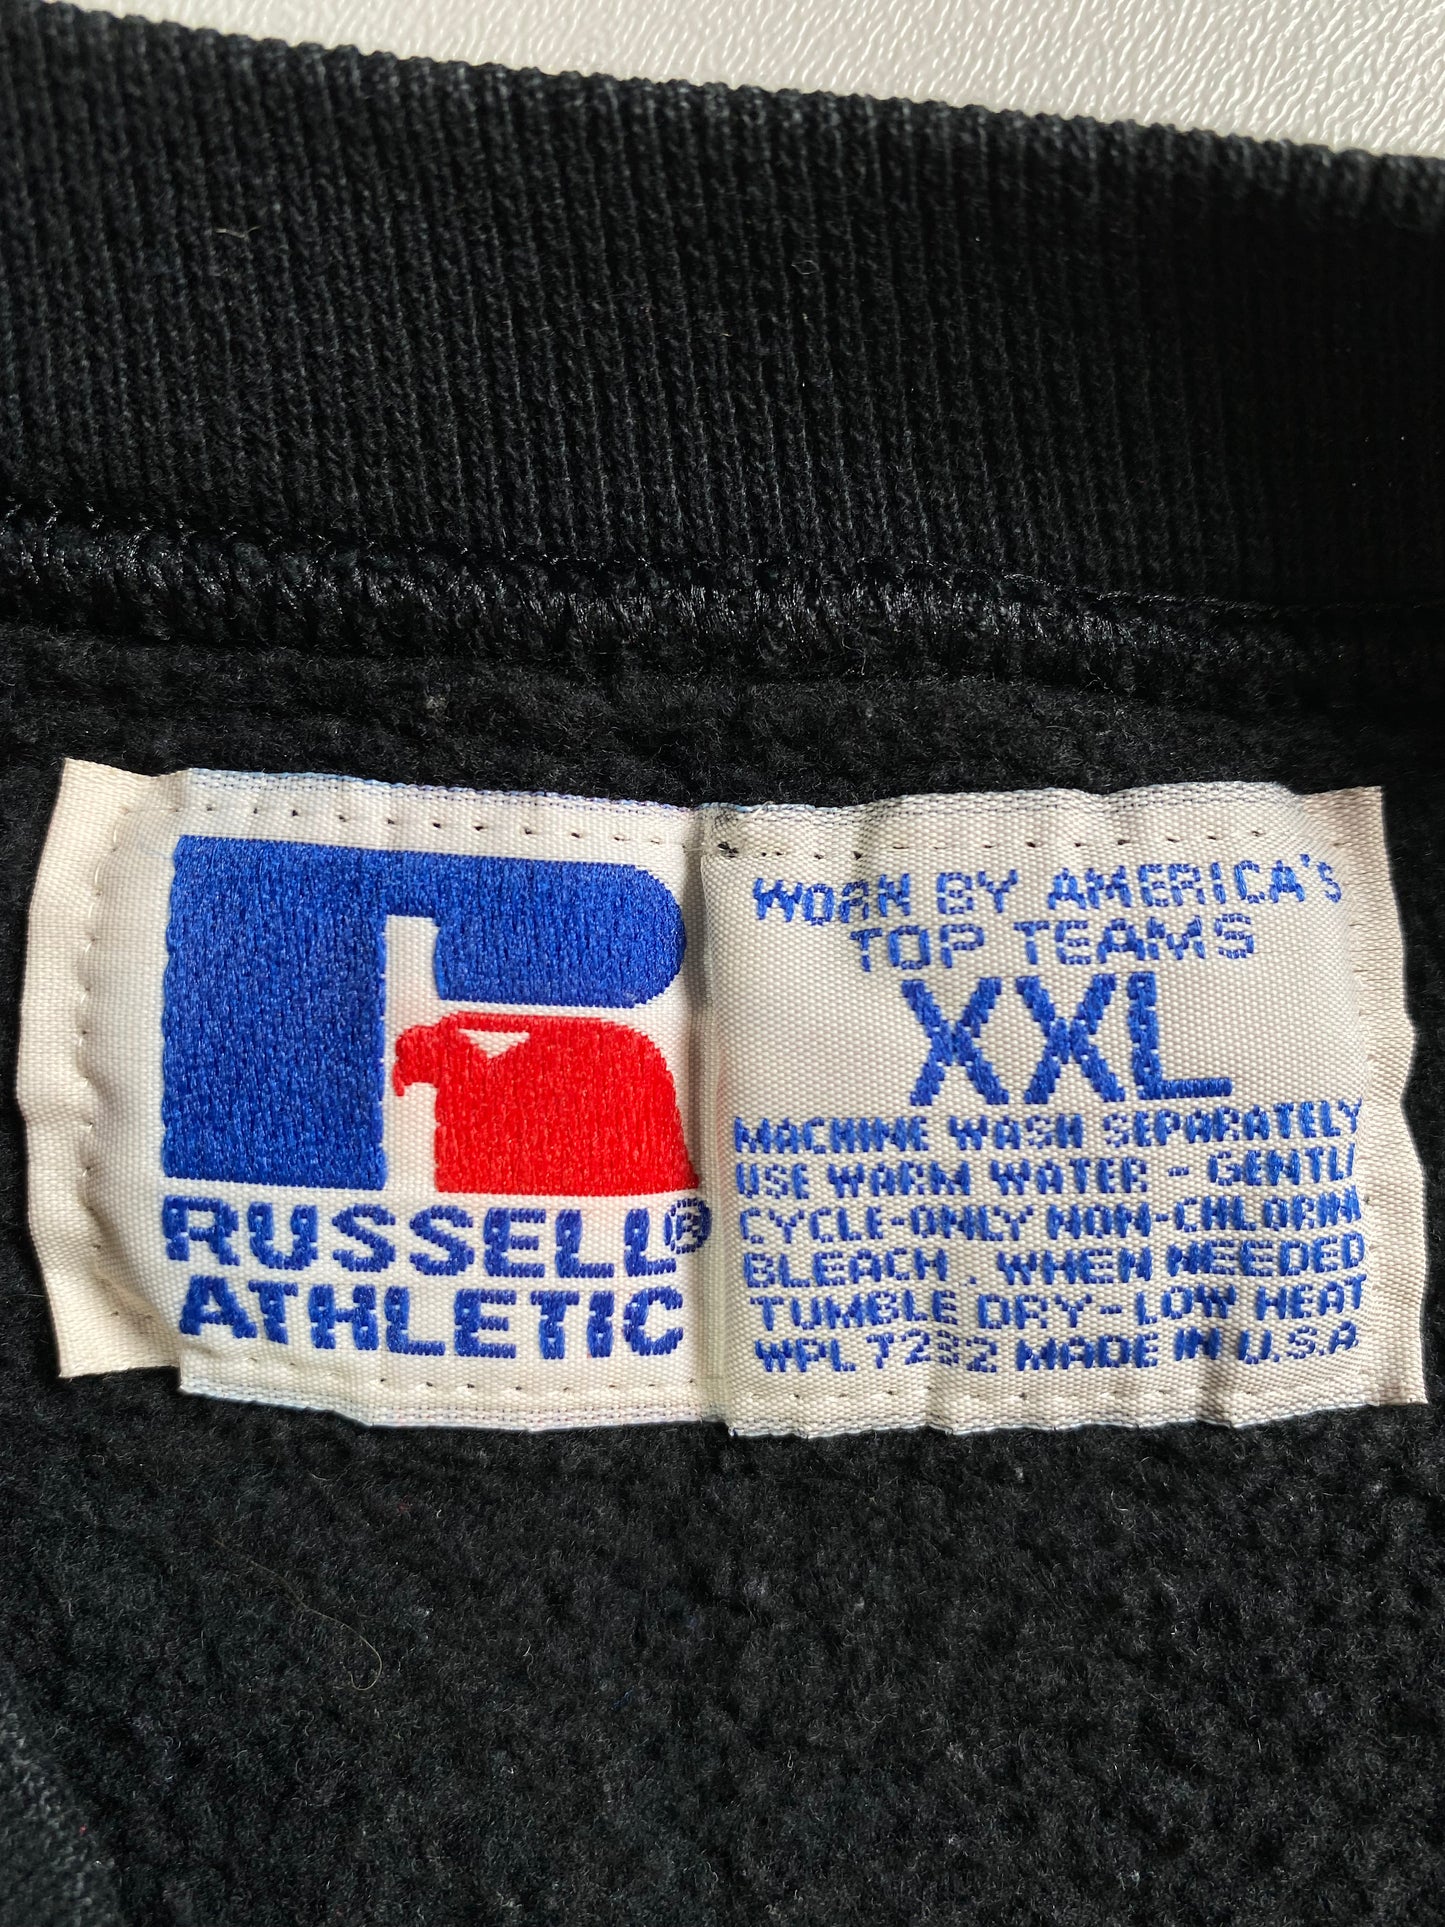 RUSSELL®
ATHLETIC
WORN BY AMERICA'S
TOP TEAMS
XXL
MACHINE WASH SEPARATELY
USE WARM WATER - GENTLE
CYCLE-ONLY NON-CHLORINE
BLEACH. WHEN NEEDED
TUMBLE DRY-LOW HEAT
WPL 7232 MADE IN U.S.A